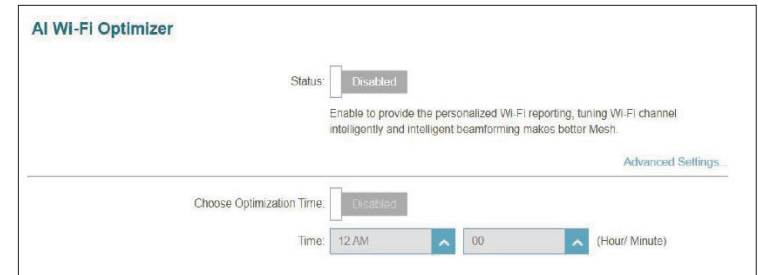 AI Wi-Fi Optimizer
Status: Disabled
Enable to provide the personalized Wi-Fi reporting, tuning Wi-Fi channel
intelligently and intelligent beamforming makes better Mesh.
Advanced Settings...
Choose Optimization Time: Disabled
Time: 12 AM 00 (Hour/ Minute)